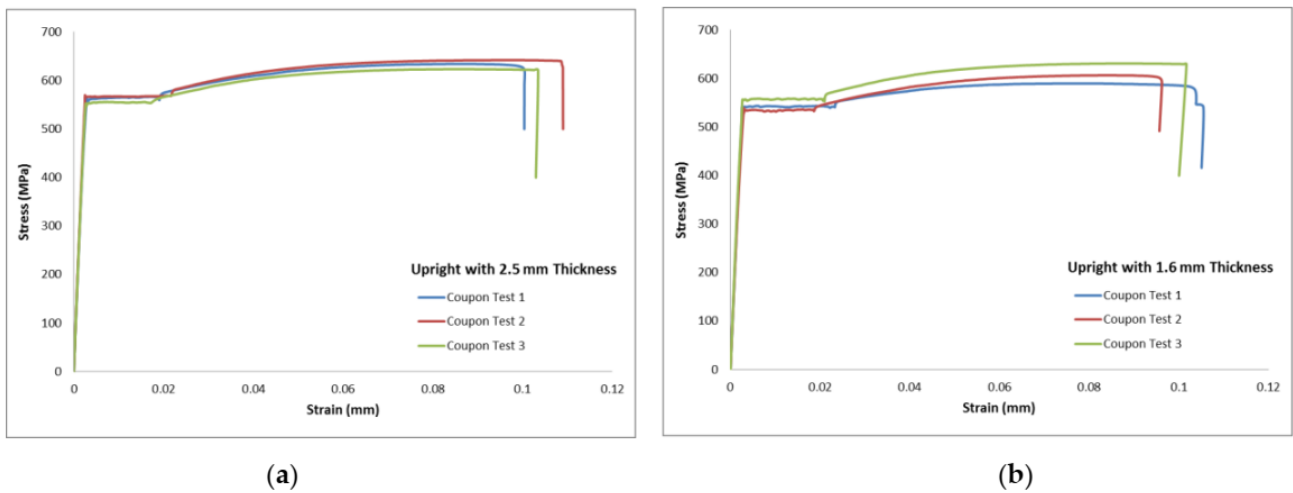 700
600
500
400
300
200
100
0
Stress (MPa)
0 0.02 0.04 0.06 0.08 0.1 0.12
Strain (mm)
Upright with 2.5 mm Thickness
Coupon Test 1
Coupon Test 2
Coupon Test 3
(a)
700
600
500
400
300
200
100
0
Stress (MPa)
0 0.02 0.04 0.06 0.08 0.1 0.12
Strain (mm)
Upright with 1.6 mm Thickness
Coupon Test 1
Coupon Test 2
Coupon Test 3
(b)